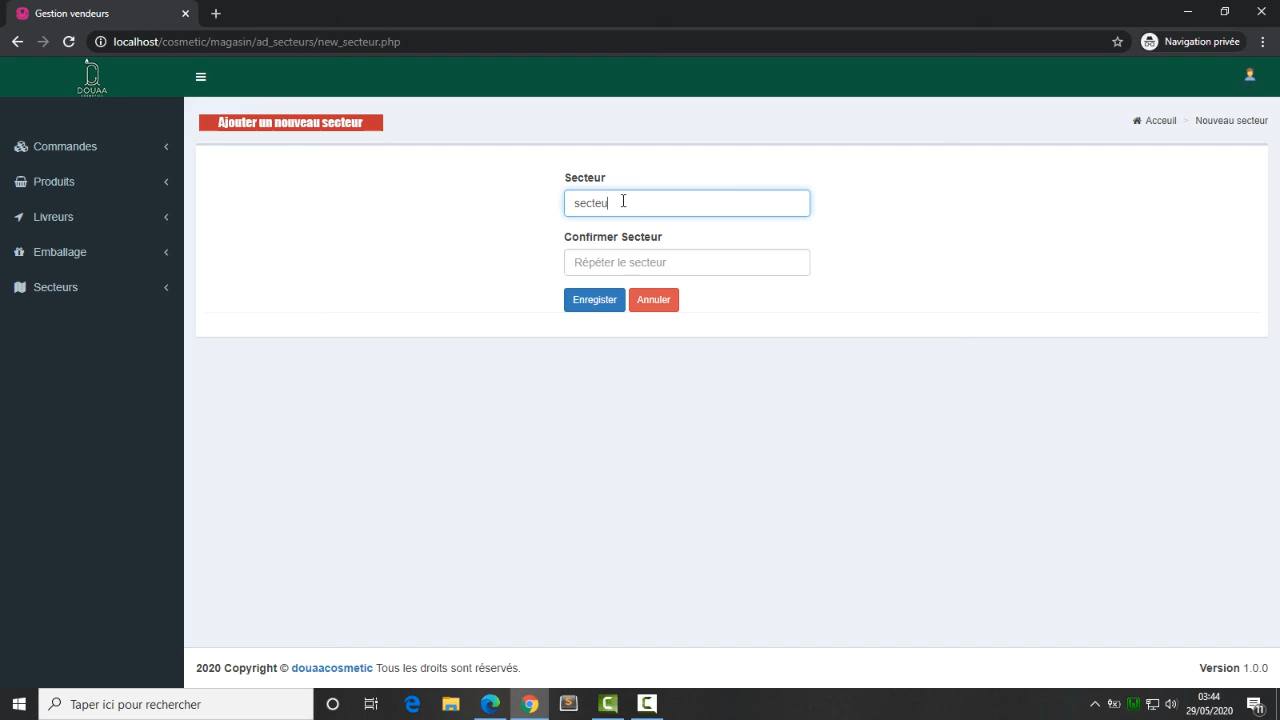 Gestion vendeurs
localhost/cosmetic/magasin/ad_secteurs/new_secteur.php
Navigation privée
DOUAA
Ajouter un nouveau secteur
Acceuil > Nouveau secteur
Commandes
Produits
Livreurs
Emballage
Secteurs
Secteur
secteu
Confirmer Secteur
Répéter le secteur
Enregister Annuler
2020 Copyright © douaacosmetic Tous les droits sont réservés.
Version 1.0.0
Taper ici pour rechercher
03:44
29/05/2020